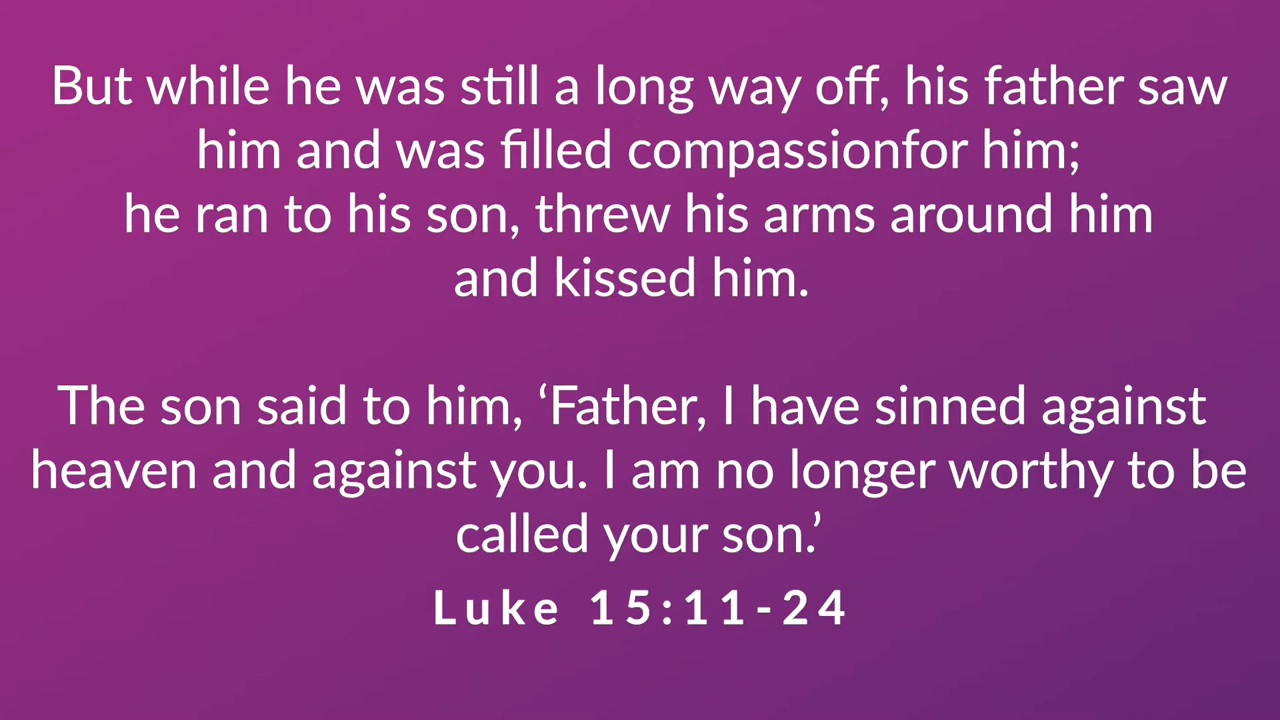 But while he was still a long way off, his father saw
him and was filled compassionfor him;
he ran to his son, threw his arms around him
and kissed him.
The son said to him, ‘Father, I have sinned against
heaven and against you. I am no longer worthy to be
called your son.’
Luke 15:11-24